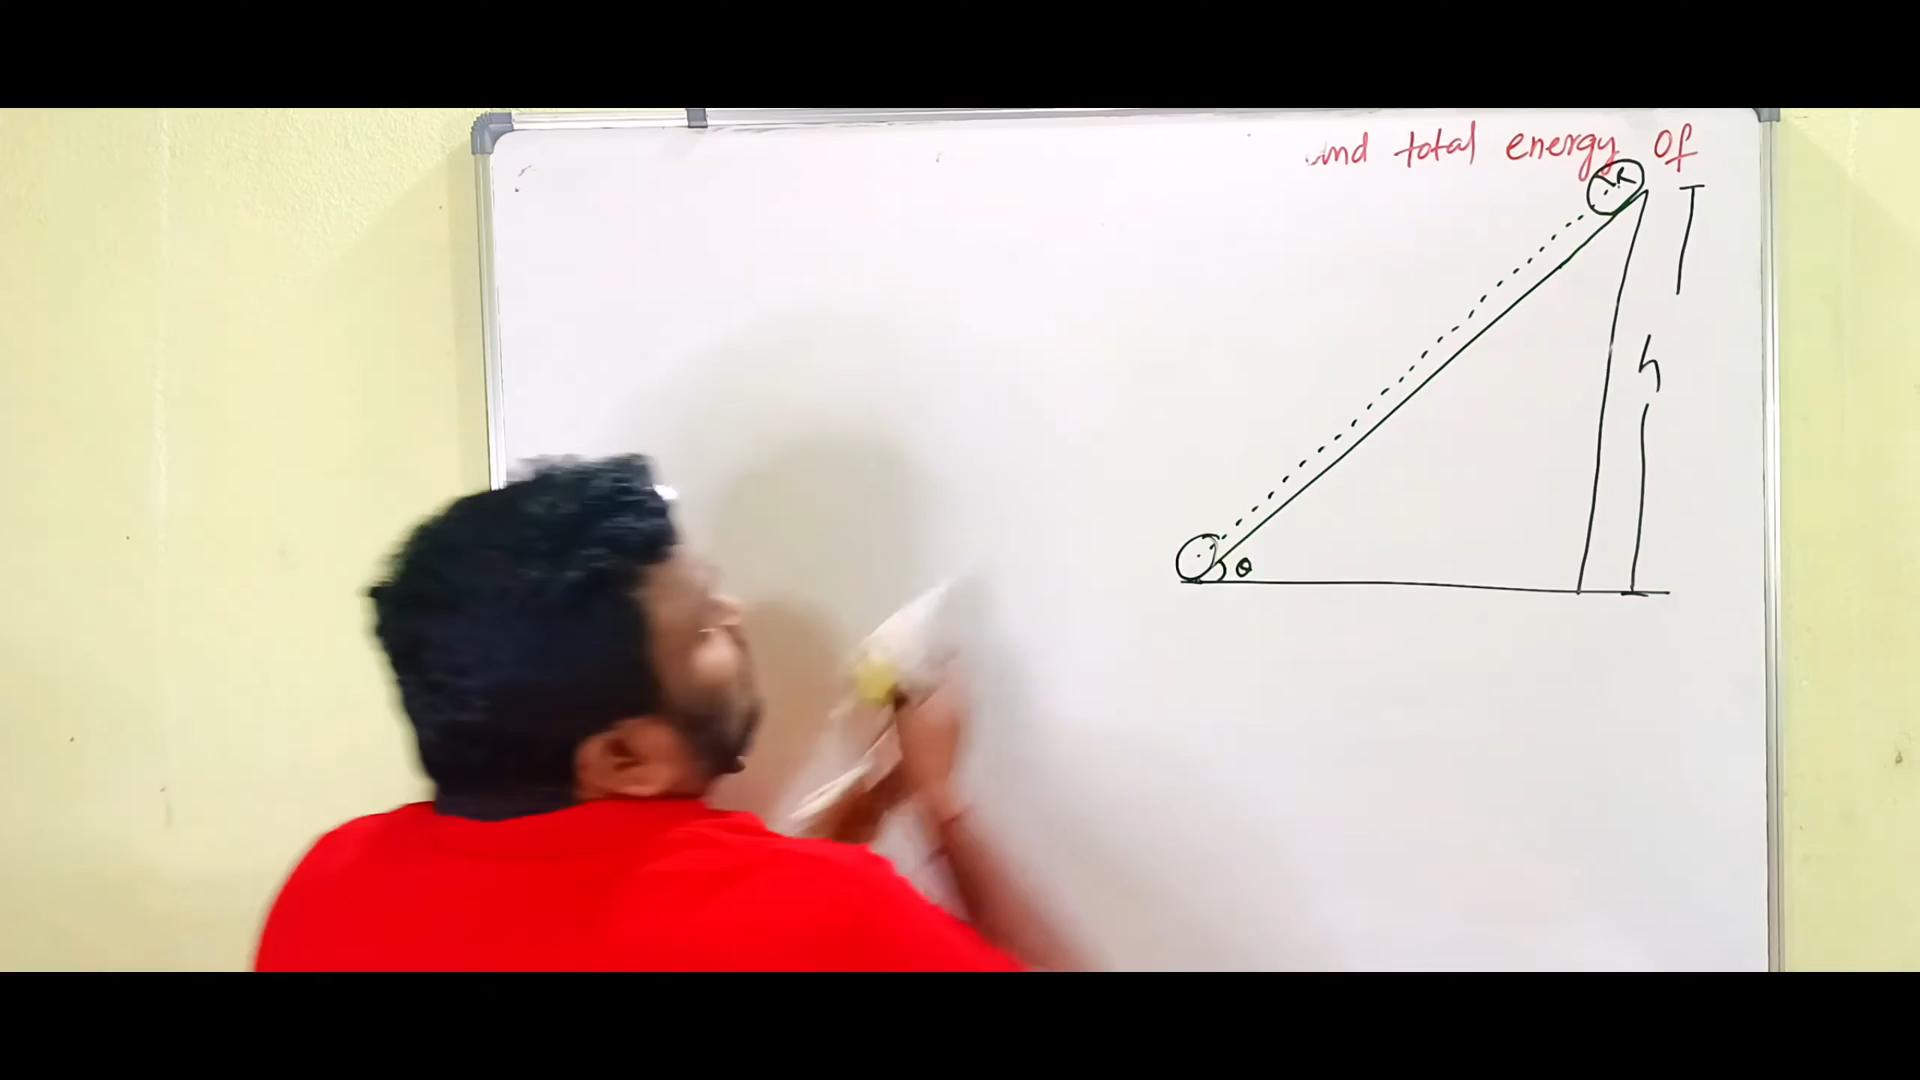 and total energy of
R
h
θ